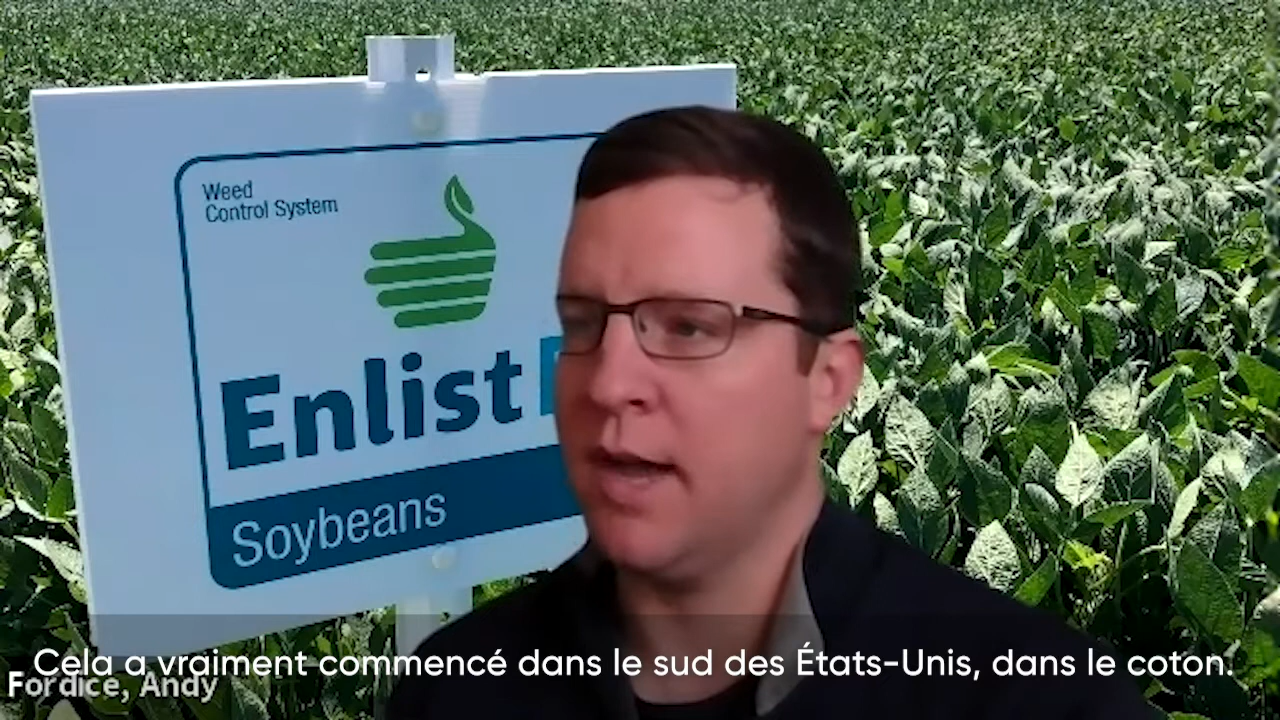 Weed
Control System
Enlist
Soybeans
Cela a vraiment commencé dans le sud des États-Unis, dans le coton.
Fordice, Andy